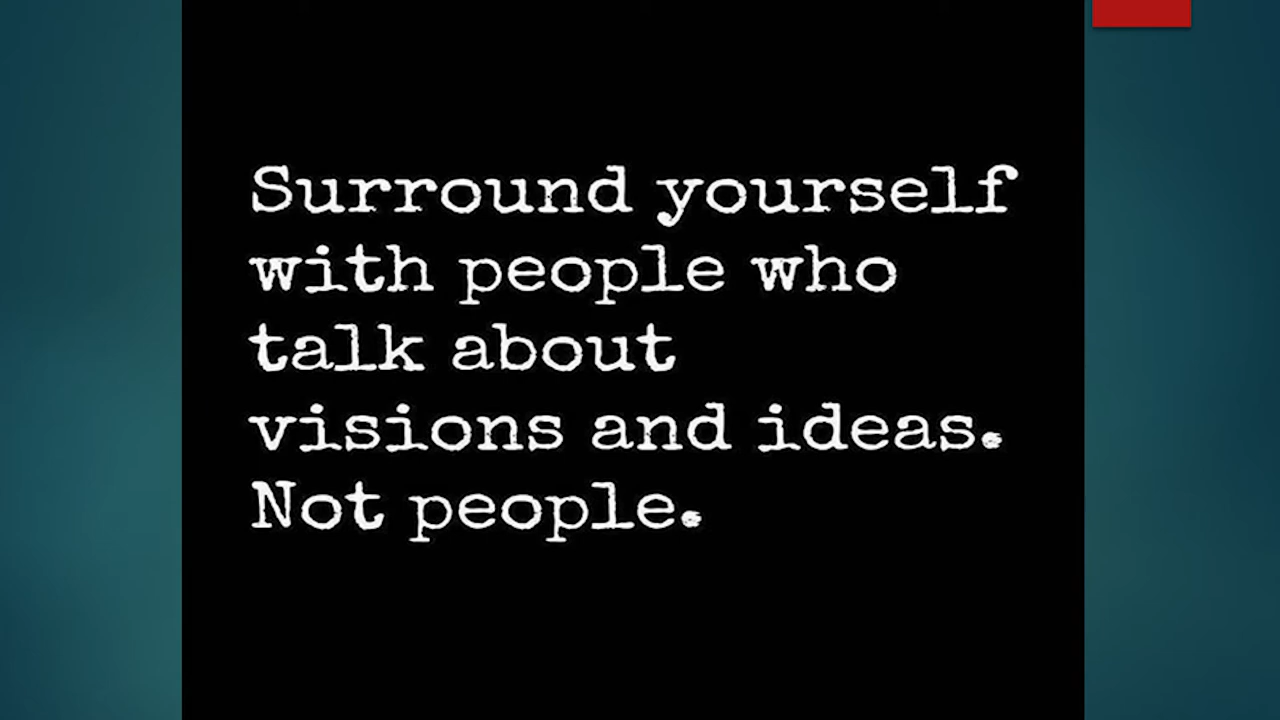 Surround yourself
with people who
talk about
visions and ideas.
Not people.